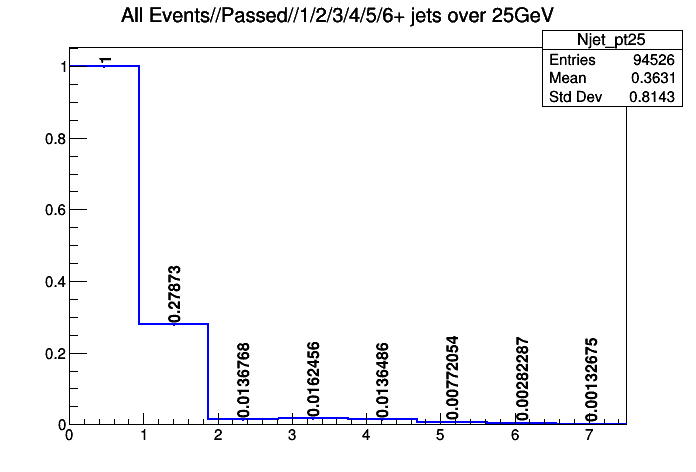 All Events//Passed//1/2/3/4/5/6+ jets over 25GeV
Njet_pt25
Entries 94526
Mean 0.3631
Std Dev 0.8143
1
0.8
0.6
0.4
0.2
0
1
0.27873
0.0136768
0.0162456
0.0136486
0.00772054
0.00282287
0.00132675
0 1 2 3 4 5 6 7